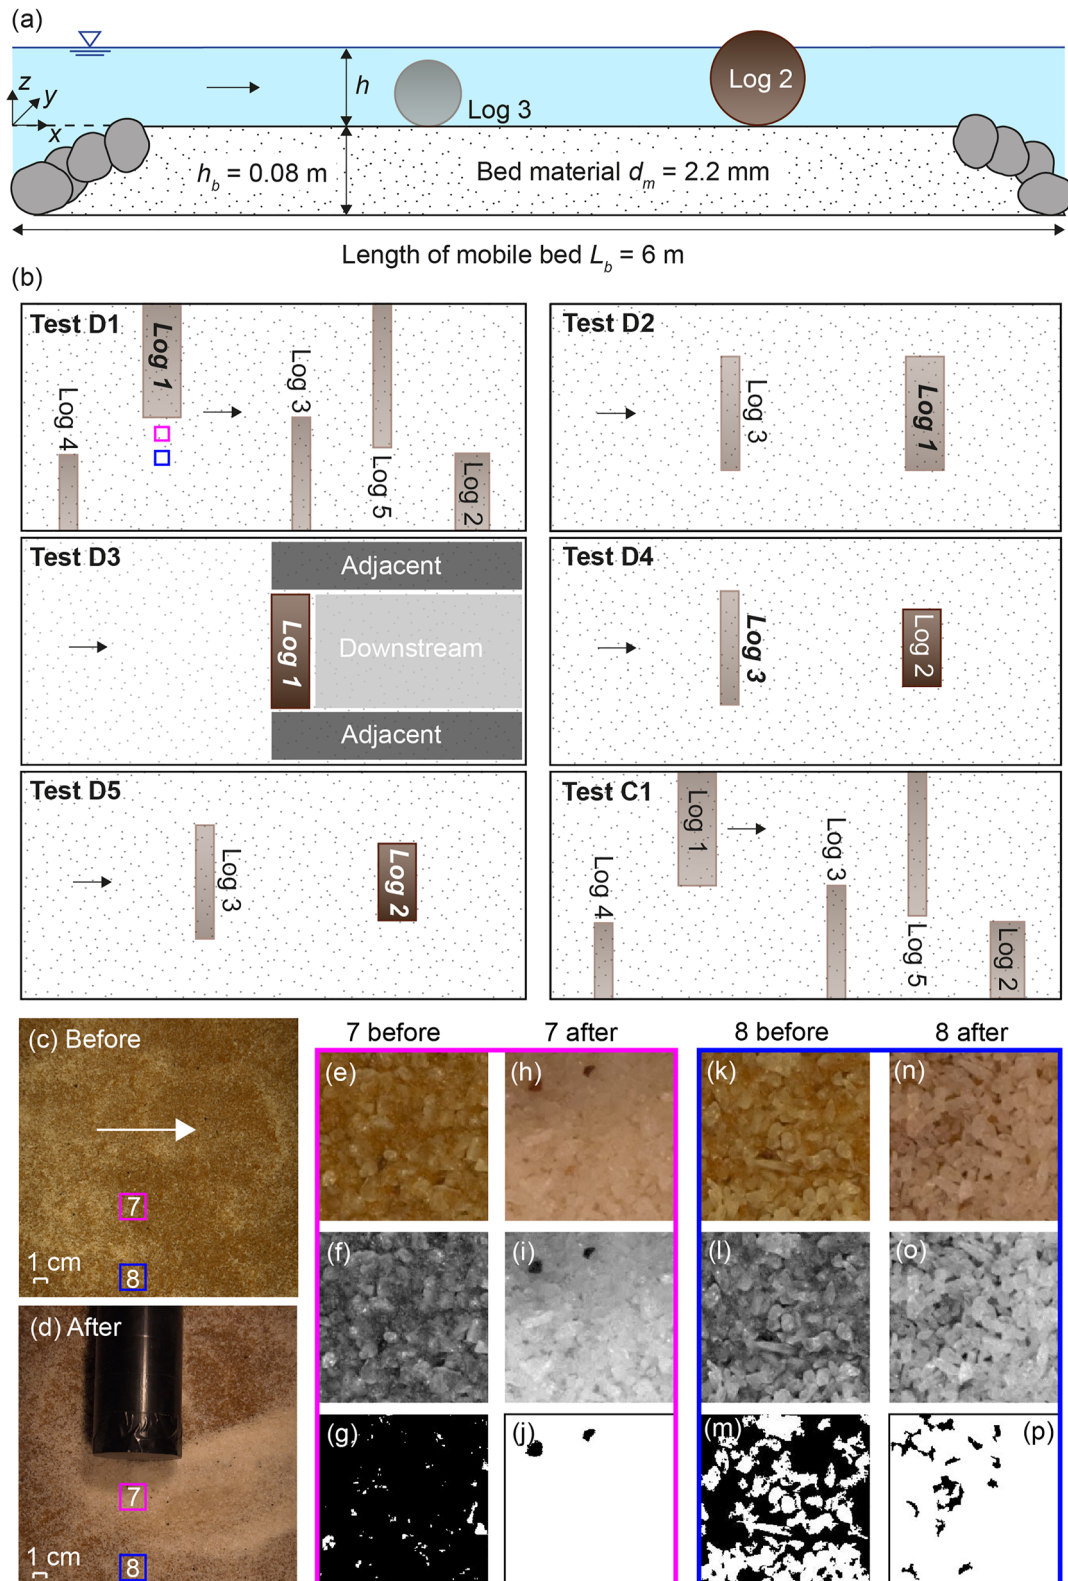 (a)
h
z
y
x
Log 3
Log 2
h_b = 0.08 m
Bed material d_m = 2.2 mm
Length of mobile bed L_b = 6 m
(b)
Test D1
Log 4
Log 1
Log 3
Log 5
Log 2
Test D2
Log 3
Log 1
Test D3
Adjacent
Log 1
Downstream
Adjacent
Test D4
Log 3
Log 2
Test D5
Log 3
Log 2
Test C1
Log 4
Log 1
Log 3
Log 5
Log 2
(c) Before
7
1 cm
8
(d) After
7
1 cm
8
7 before
7 after
8 before
8 after
(e)
(h)
(k)
(n)
(f)
(i)
(l)
(o)
(g)
(j)
(m)
(p)